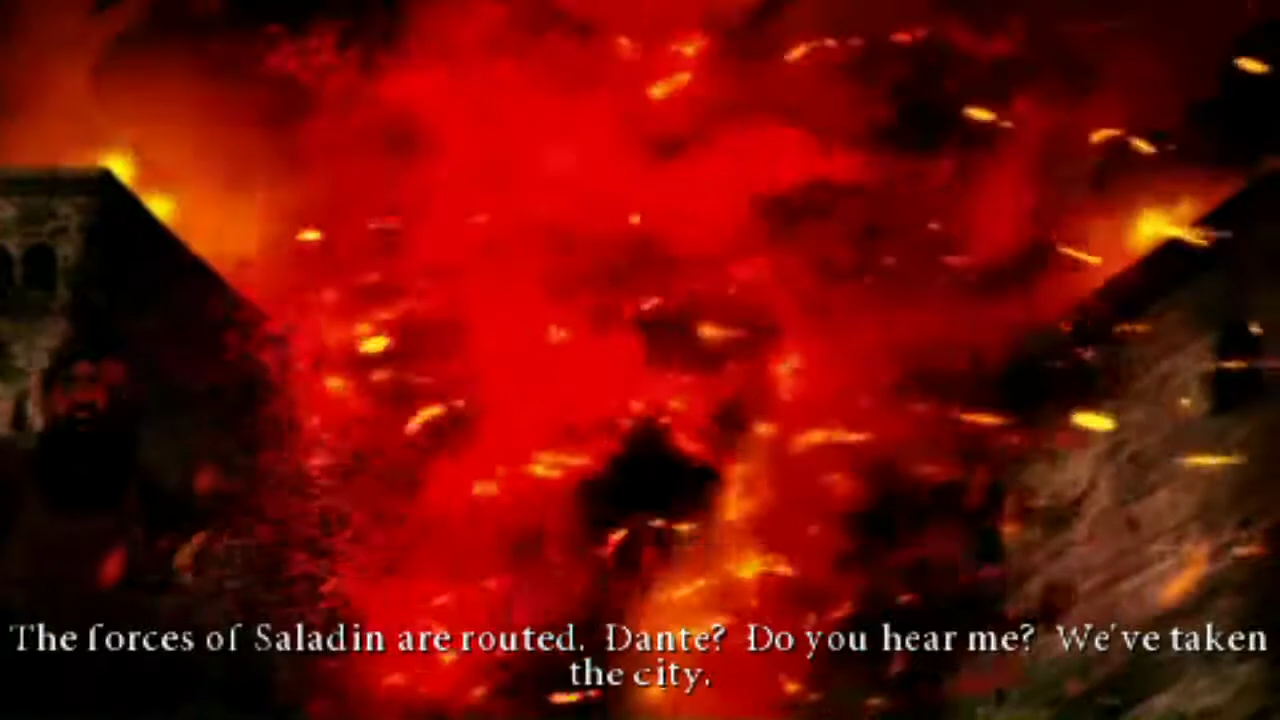 The forces of Saladin are routed. Dante? Do you hear me? We've taken
the city.